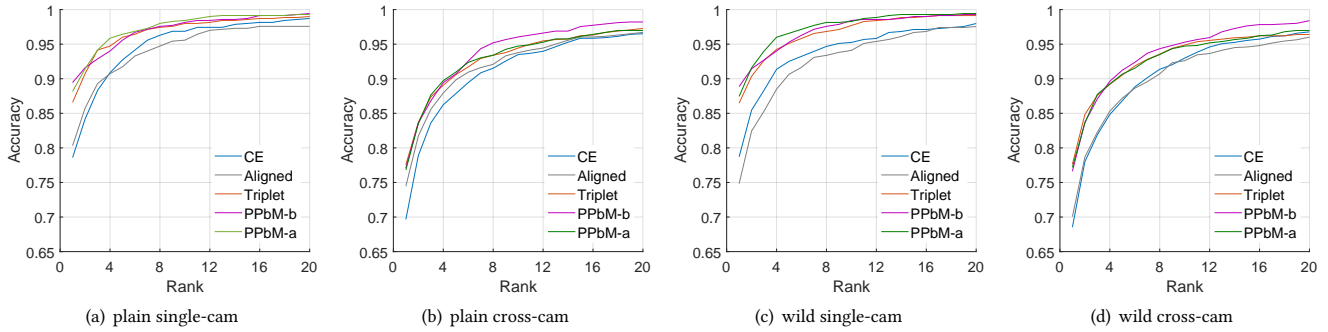 Accuracy
1
0.95
0.9
0.85
0.8
0.75
0.7
0.65
0 4 8 12 16 20
Rank
CE
Aligned
Triplet
PPbM-b
PPbM-a
(a) plain single-cam
Accuracy
1
0.95
0.9
0.85
0.8
0.75
0.7
0.65
0 4 8 12 16 20
Rank
CE
Aligned
Triplet
PPbM-b
PPbM-a
(b) plain cross-cam
Accuracy
1
0.95
0.9
0.85
0.8
0.75
0.7
0.65
0 4 8 12 16 20
Rank
CE
Aligned
Triplet
PPbM-b
PPbM-a
(c) wild single-cam
Accuracy
1
0.95
0.9
0.85
0.8
0.75
0.7
0.65
0 4 8 12 16 20
Rank
CE
Aligned
Triplet
PPbM-b
PPbM-a
(d) wild cross-cam